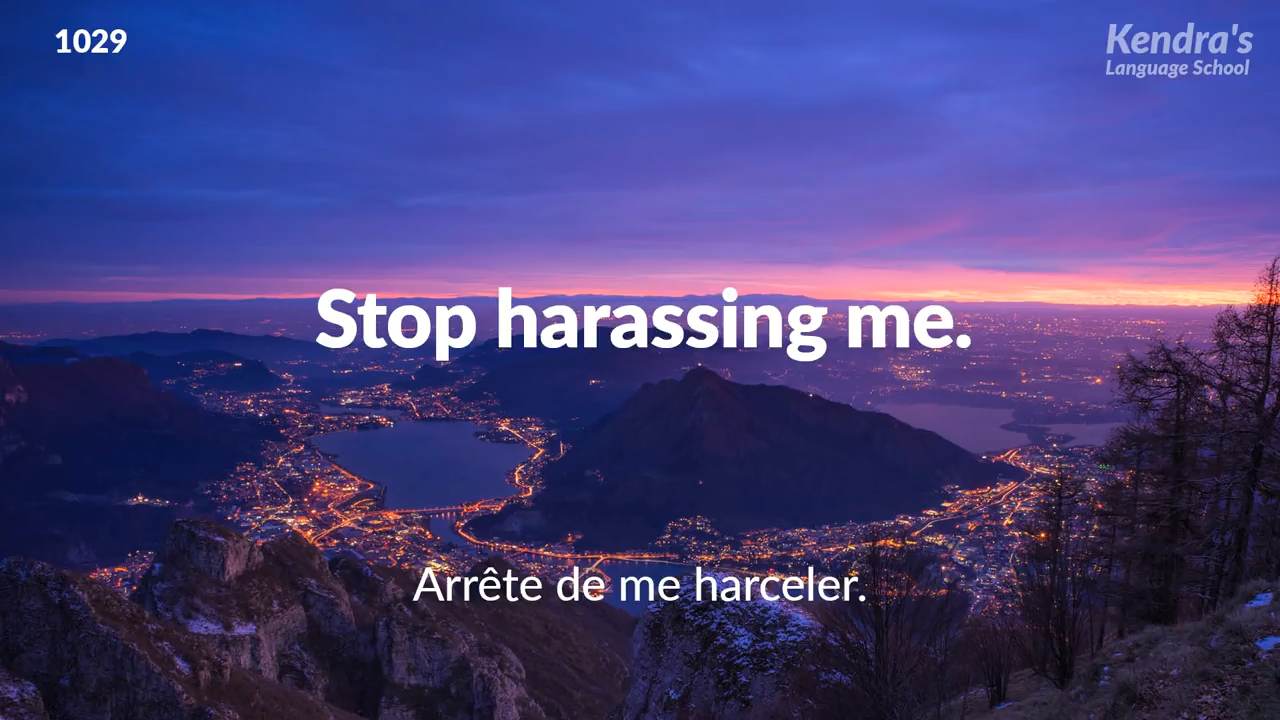 1029
Kendra's
Language School
Stop harassing me.
Arrête de me harceler.